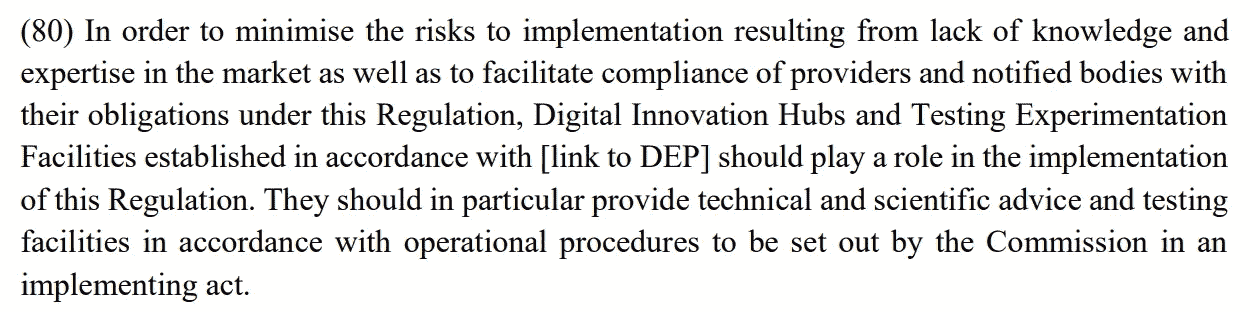 (80) In order to minimise the risks to implementation resulting from lack of knowledge and
expertise in the market as well as to facilitate compliance of providers and notified bodies with
their obligations under this Regulation, Digital Innovation Hubs and Testing Experimentation
Facilities established in accordance with [link to DEP] should play a role in the implementation
of this Regulation. They should in particular provide technical and scientific advice and testing
facilities in accordance with operational procedures to be set out by the Commission in an
implementing act.